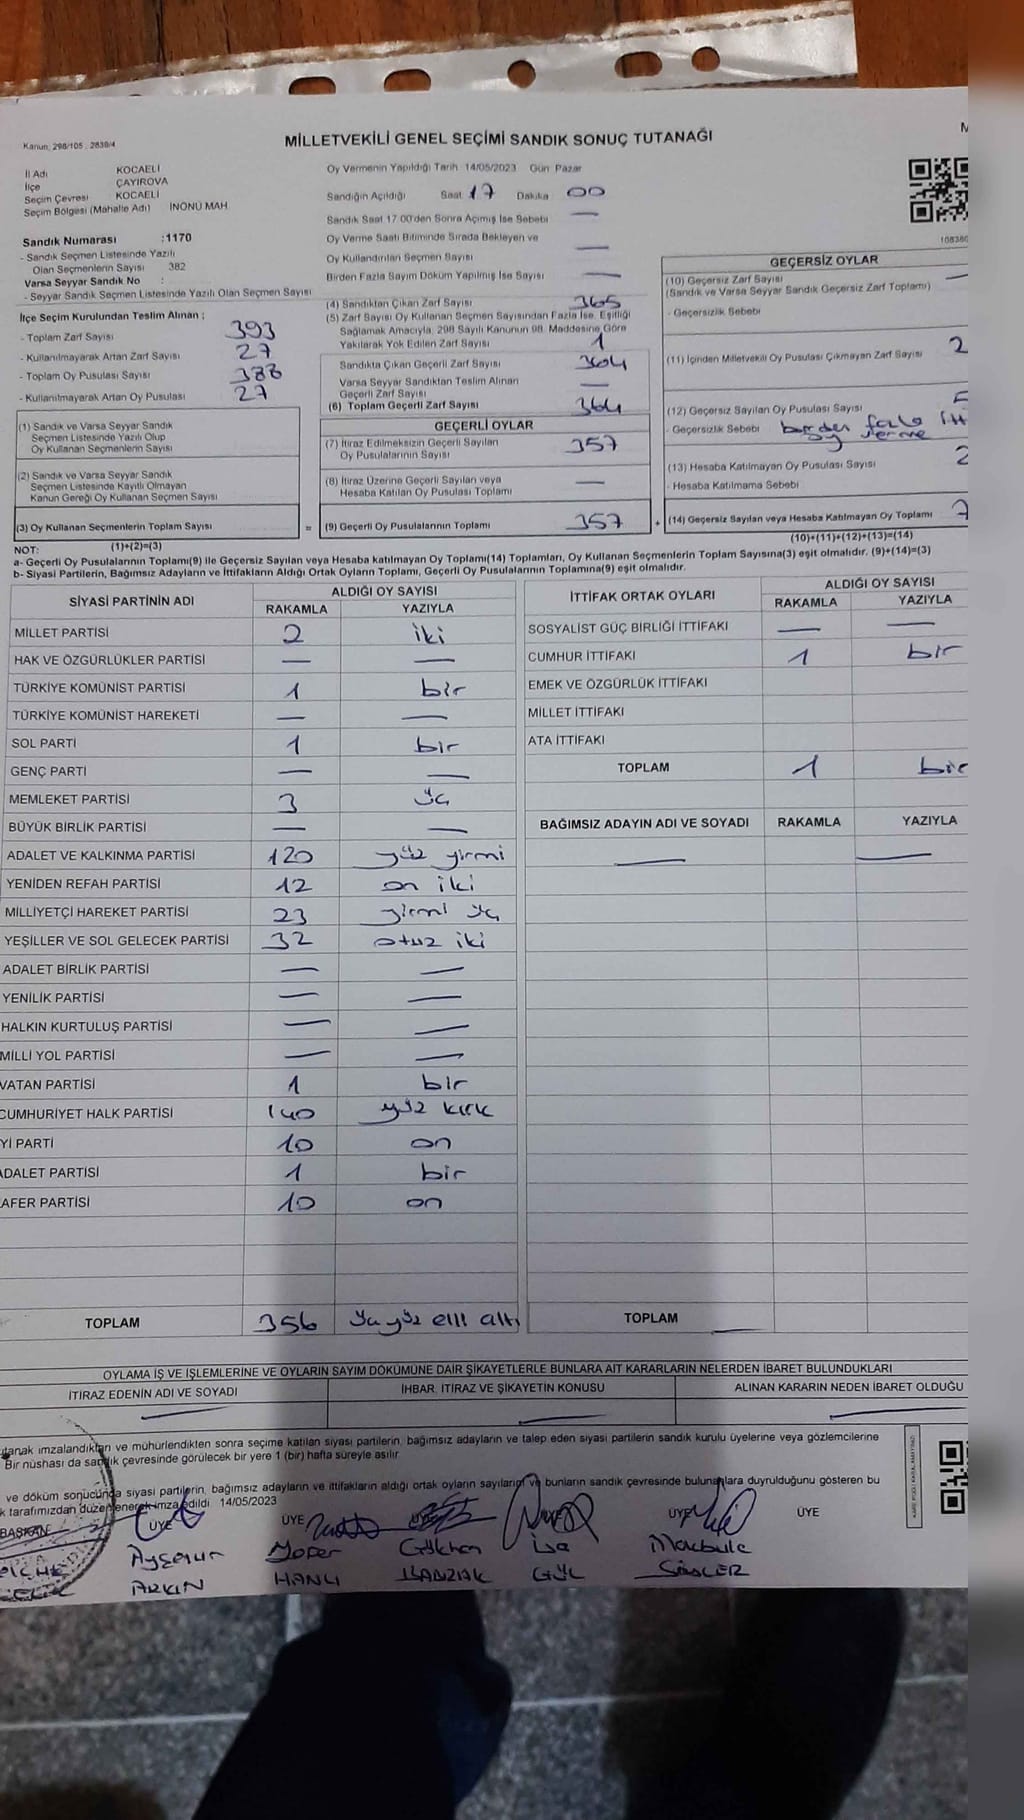 MİLLETVEKİLİ GENEL SEÇİMİ SANDIK SONUÇ TUTANAĞI
Kanun: 298/105 . 2839/4
İl Adı KOCAELİ
İlçe ÇAYIROVA
Seçim Çevresi KOCAELİ
Seçim Bölgesi (Mahalle Adı) İNÖNÜ MAH.
Sandık Numarası :1170
- Sandık Seçmen Listesinde Yazılı
Olan Seçmenlerin Sayısı 382
Varsa Seyyar Sandık No :
- Seyyar Sandık Seçmen Listesinde Yazılı Olan Seçmen Sayısı
İlçe Seçim Kurulundan Teslim Alınan ;
- Toplam Zarf Sayısı 393
- Kullanılmayarak Artan Zarf Sayısı 27
- Toplam Oy Pusulası Sayısı 388
- Kullanılmayarak Artan Oy Pusulası 27
(1) Sandık ve Varsa Seyyar Sandık
Seçmen Listesinde Yazılı Olup
Oy Kullanan Seçmenlerin Sayısı
(2) Sandık ve Varsa Seyyar Sandık
Seçmen Listesinde Kayıtlı Olmayan
Kanun Gereği Oy Kullanan Seçmen Sayısı
(3) Oy Kullanan Seçmenlerin Toplam Sayısı =
(1)+(2)=(3)
Oy Vermenin Yapıldığı Tarih 14/05/2023 Gün Pazar
Sandığın Açıldığı Saat 17 Dakika 00
Sandık Saat 17:00'den Sonra Açılmış İse Sebebi —
Oy Verme Saati Bitiminde Sırada Bekleyen ve
Oy Kullandırılan Seçmen Sayısı —
Birden Fazla Sayım Döküm Yapılmış İse Sayısı —
(4) Sandıktan Çıkan Zarf Sayısı 365
(5) Zarf Sayısı Oy Kullanan Seçmen Sayısından Fazla İse, Eşitliği
Sağlamak Amacıyla, 298 Sayılı Kanunun 98. Maddesine Göre
Yakılarak Yok Edilen Zarf Sayısı 1
Sandıkta Çıkan Geçerli Zarf Sayısı 364
Varsa Seyyar Sandıktan Teslim Alınan
Geçerli Zarf Sayısı —
(6) Toplam Geçerli Zarf Sayısı 364
GEÇERLİ OYLAR
(7) İtiraz Edilmeksizin Geçerli Sayılan
Oy Pusulalarının Sayısı 357
(8) İtiraz Üzerine Geçerli Sayılan veya
Hesaba Katılan Oy Pusulası Toplamı —
(9) Geçerli Oy Pusulalarının Toplamı 357 +
GEÇERSİZ OYLAR
(10) Geçersiz Zarf Sayısı —
(Sandık ve Varsa Seyyar Sandık Geçersiz Zarf Toplamı)
- Geçersizlik Sebebi
(11) İçinden Milletvekili Oy Pusulası Çıkmayan Zarf Sayısı 2
(12) Geçersiz Sayılan Oy Pusulası Sayısı
- Geçersizlik Sebebi birden fazla
oy verme
(13) Hesaba Katılmayan Oy Pusulası Sayısı 2
- Hesaba Katılmama Sebebi
(14) Geçersiz Sayılan veya Hesaba Katılmayan Oy Toplamı 7
(10)+(11)+(12)+(13)=(14)
NOT:
a- Geçerli Oy Pusulalarının Toplamı(9) ile Geçersiz Sayılan veya Hesaba katılmayan Oy Toplamı(14) Toplamları, Oy Kullanan Seçmenlerin Toplam Sayısına(3) eşit olmalıdır. (9)+(14)=(3)
b- Siyasi Partilerin, Bağımsız Adayların ve İttifakların Aldığı Ortak Oyların Toplamı, Geçerli Oy Pusulalarının Toplamına(9) eşit olmalıdır.
SİYASİ PARTİNİN ADI ALDIĞI OY SAYISI
RAKAMLA YAZIYLA
MİLLET PARTİSİ 2 iki
HAK VE ÖZGÜRLÜKLER PARTİSİ — —
TÜRKİYE KOMÜNİST PARTİSİ 1 bir
TÜRKİYE KOMÜNİST HAREKETİ — —
SOL PARTİ 1 bir
GENÇ PARTİ — —
MEMLEKET PARTİSİ 3 üç
BÜYÜK BİRLİK PARTİSİ — —
ADALET VE KALKINMA PARTİSİ 120 yüz yirmi
YENİDEN REFAH PARTİSİ 12 on iki
MİLLİYETÇİ HAREKET PARTİSİ 23 yirmi üç
YEŞİLLER VE SOL GELECEK PARTİSİ 32 otuz iki
ADALET BİRLİK PARTİSİ — —
YENİLİK PARTİSİ — —
HALKIN KURTULUŞ PARTİSİ — —
MİLLİ YOL PARTİSİ — —
VATAN PARTİSİ 1 bir
CUMHURİYET HALK PARTİSİ 140 yüz kırk
Yİ PARTİ 10 on
ADALET PARTİSİ 1 bir
AFER PARTİSİ 10 on
TOPLAM 356 üç yüz elli altı
İTTİFAK ORTAK OYLARI ALDIĞI OY SAYISI
RAKAMLA YAZIYLA
SOSYALİST GÜÇ BİRLİĞİ İTTİFAKI — —
CUMHUR İTTİFAKI 1 bir
EMEK VE ÖZGÜRLÜK İTTİFAKI
MİLLET İTTİFAKI
ATA İTTİFAKI
TOPLAM 1 bir
BAĞIMSIZ ADAYIN ADI VE SOYADI RAKAMLA YAZIYLA
— —
TOPLAM —
OYLAMA İŞ VE İŞLEMLERİNE VE OYLARIN SAYIM DÖKÜMÜNE DAİR ŞİKAYETLERLE BUNLARA AİT KARARLARIN NELERDEN İBARET BULUNDUKLARI
İTİRAZ EDENİN ADI VE SOYADI İHBAR, İTİRAZ VE ŞİKAYETİN KONUSU ALINAN KARARIN NEDEN İBARET OLDUĞU
— — —
utanak imzalandıktan ve mühürlendikten sonra seçime katılan siyasi partilerin, bağımsız adayların ve talep eden siyasi partilerin sandık kurulu üyelerine veya gözlemcilerine
Bir nüshası da sandık çevresinde görülecek bir yere 1 (bir) hafta süreyle asılır.
ve döküm sonucunda siyasi partilerin, bağımsız adayların ve ittifakların aldığı ortak oyların sayılarının ve bunların sandık çevresinde bulunanlara duyrulduğunu gösteren bu
k tarafımızdan düzenlenerek imza edildi. 14/05/2023
BAŞKAN ÜYE ÜYE ÜYE ÜYE ÜYE
Ayşenur Gökhan İsa Makbule
ARKIN HANLI GÜL